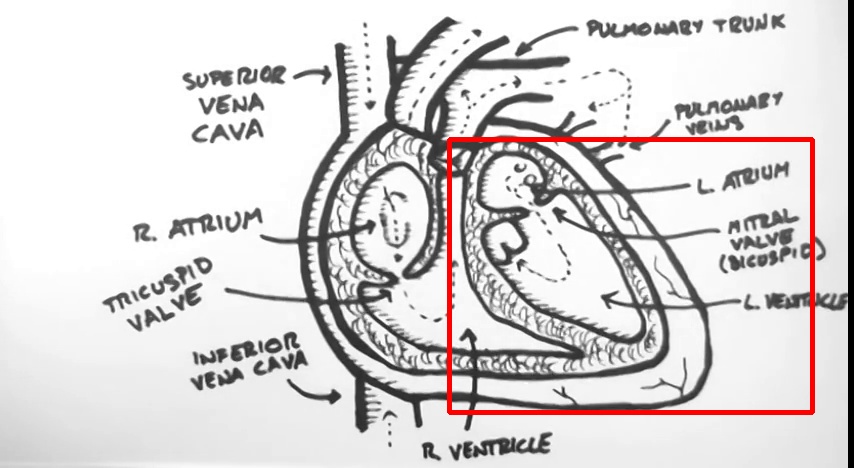 PULMONARY TRUNK
SUPERIOR
VENA
CAVA
PULMONARY
VEINS
L. ATRIUM
R. ATRIUM
MITRAL
VALVE
(BICUSPID)
TRICUSPID
VALVE
L. VENTRICLE
INFERIOR
VENA CAVA
R. VENTRICLE